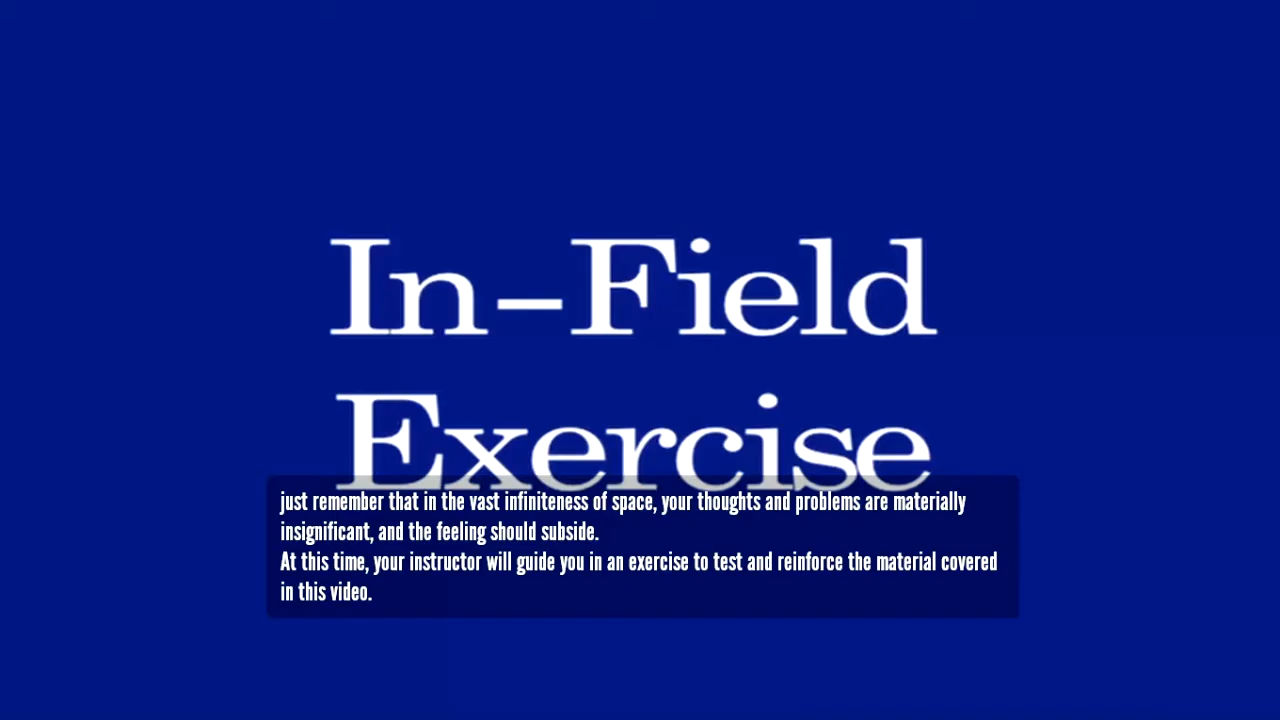 In-Field
Exercise
just remember that in the vast infiniteness of space, your thoughts and problems are materially
insignificant, and the feeling should subside.
At this time, your instructor will guide you in an exercise to test and reinforce the material covered
in this video.